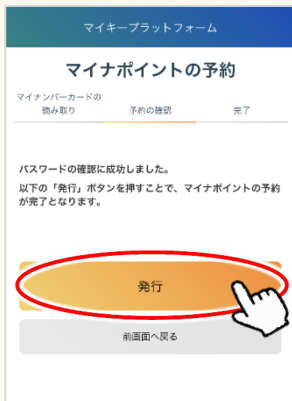 マイキープラットフォーム
マイナポイントの予約
マイナンバーカードの
読み取り
予約の確認
完了
パスワードの確認に成功しました。
以下の「発行」ボタンを押すことで、マイナポイントの予約
が完了となります。
発行
前画面へ戻る